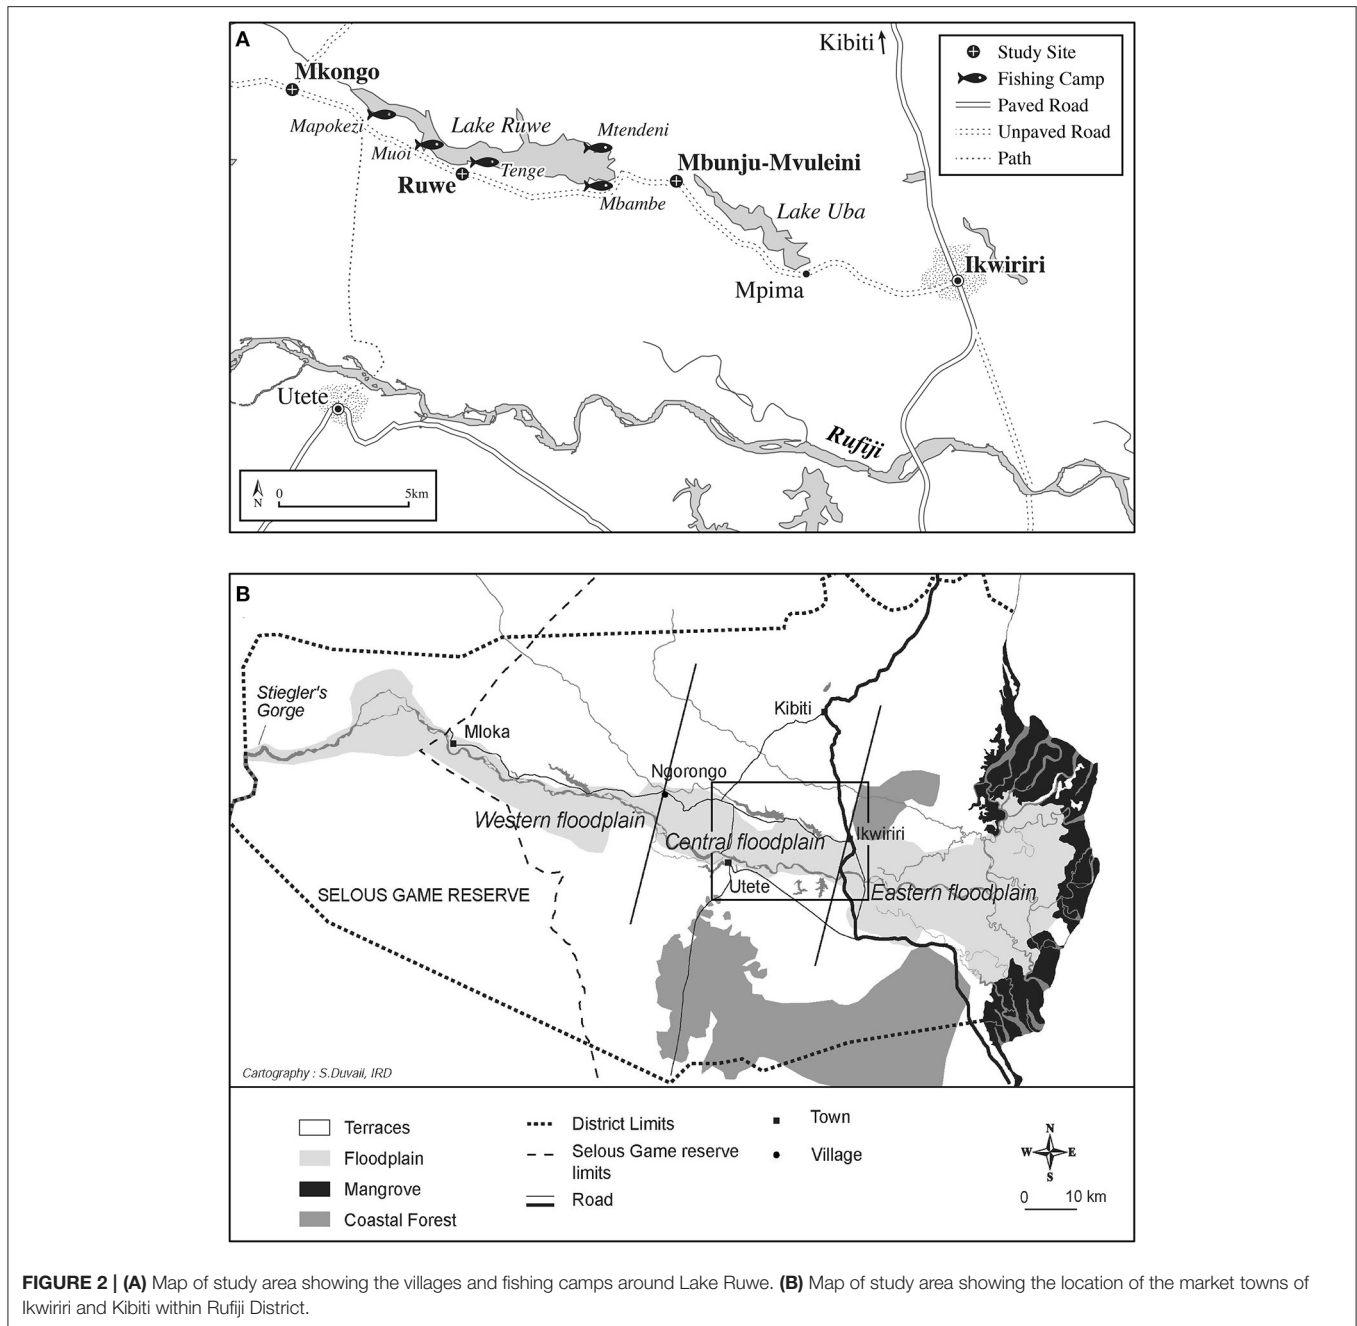 A
Kibiti
Study Site
Fishing Camp
Paved Road
Unpaved Road
Path
Mkongo
Mapokezi
Lake Ruwe
Mtendeni
Muoi
Tenge
Mbunju-Mvuleini
Ruwe
Mbambe
Lake Uba
Ikwiriri
Mpima
Utete
Rufiji
N
0 5km
B
Stiegler's
Gorge
Mloka
Kibiti
Ngorongo
Western floodplain
Central floodplain
Ikwiriri
Utete
Eastern floodplain
SELOUS GAME RESERVE
Cartography : S.Duvail, IRD
Terraces
Floodplain
Mangrove
Coastal Forest
District Limits
Selous Game reserve
limits
Road
Town
Village
N
W E
S
0 10 km
FIGURE 2 | (A) Map of study area showing the villages and fishing camps around Lake Ruwe. (B) Map of study area showing the location of the market towns of
Ikwiriri and Kibiti within Rufiji District.